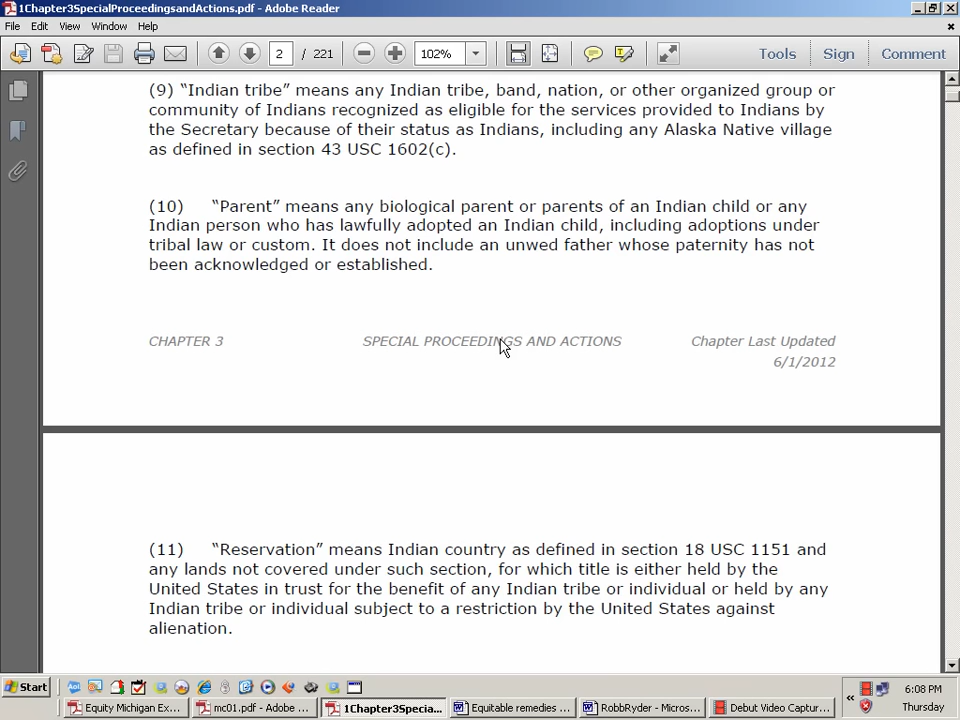 1Chapter3SpecialProceedingsandActions.pdf - Adobe Reader
File Edit View Window Help
2 / 221 102% Tools Sign Comment
(9) “Indian tribe” means any Indian tribe, band, nation, or other organized group or
community of Indians recognized as eligible for the services provided to Indians by
the Secretary because of their status as Indians, including any Alaska Native village
as defined in section 43 USC 1602(c).
(10) “Parent” means any biological parent or parents of an Indian child or any
Indian person who has lawfully adopted an Indian child, including adoptions under
tribal law or custom. It does not include an unwed father whose paternity has not
been acknowledged or established.
CHAPTER 3 SPECIAL PROCEEDINGS AND ACTIONS Chapter Last Updated
6/1/2012
(11) “Reservation” means Indian country as defined in section 18 USC 1151 and
any lands not covered under such section, for which title is either held by the
United States in trust for the benefit of any Indian tribe or individual or held by any
Indian tribe or individual subject to a restriction by the United States against
alienation.
Start 6:08 PM
Equity Michigan Ex... mc01.pdf - Adobe ... 1Chapter3Specia... Equitable remedies ... RobbRyder - Micros... Debut Video Captur... Thursday